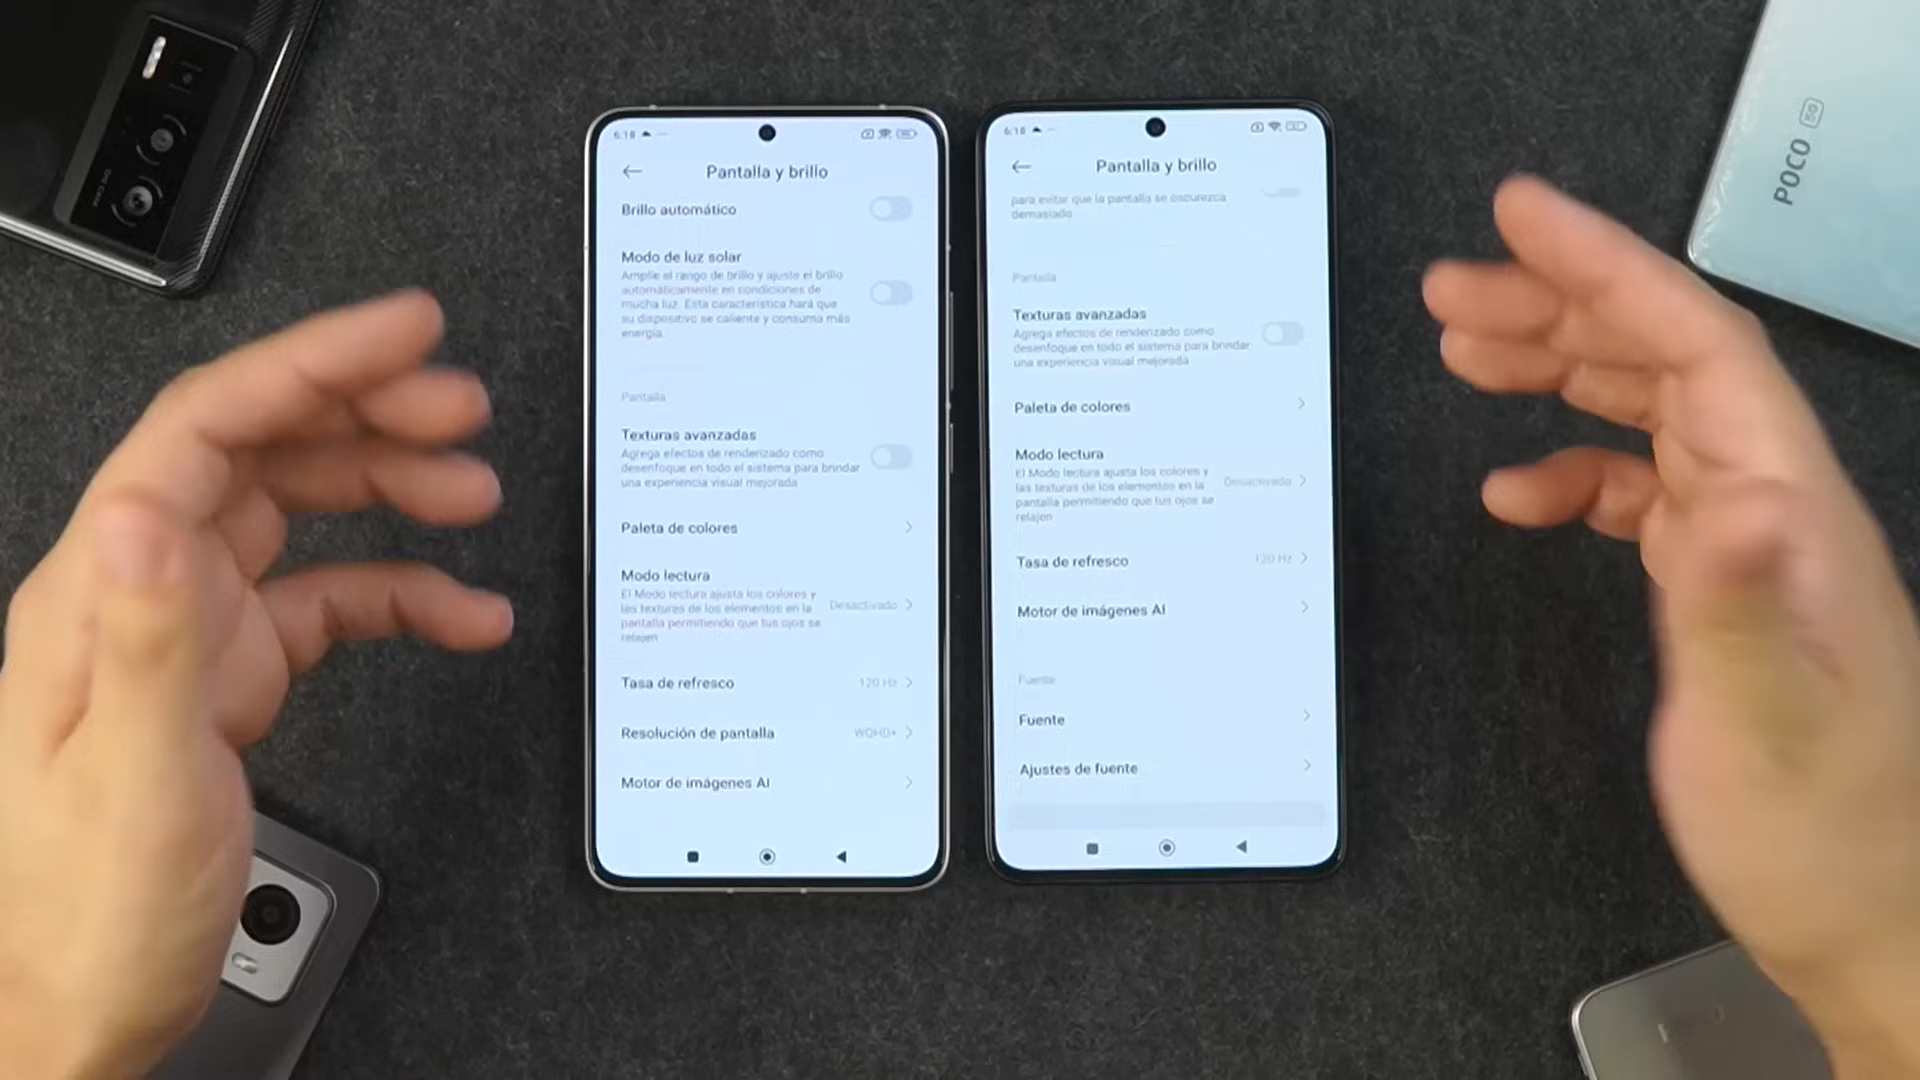 6:18
Pantalla y brillo
Brillo automático
Modo de luz solar
Amplíe el rango de brillo y ajuste el brillo
automáticamente en condiciones de
mucha luz. Esta característica hará que
su dispositivo se caliente y consuma más
energía.
Pantalla
Texturas avanzadas
Agrega efectos de renderizado como
desenfoque en todo el sistema para brindar
una experiencia visual mejorada
Paleta de colores
Modo lectura
El Modo lectura ajusta los colores y
las texturas de los elementos en la
pantalla permitiendo que tus ojos se
relajen
Desactivado
Tasa de refresco
120 Hz
Resolución de pantalla
WQHD+
Motor de imágenes AI
6:18
Pantalla y brillo
para evitar que la pantalla se oscurezca
demasiado
Pantalla
Texturas avanzadas
Agrega efectos de renderizado como
desenfoque en todo el sistema para brindar
una experiencia visual mejorada
Paleta de colores
Modo lectura
El Modo lectura ajusta los colores y
las texturas de los elementos en la
pantalla permitiendo que tus ojos se
relajen
Desactivado
Tasa de refresco
120 Hz
Motor de imágenes AI
Fuente
Fuente
Ajustes de fuente
POCO 5G